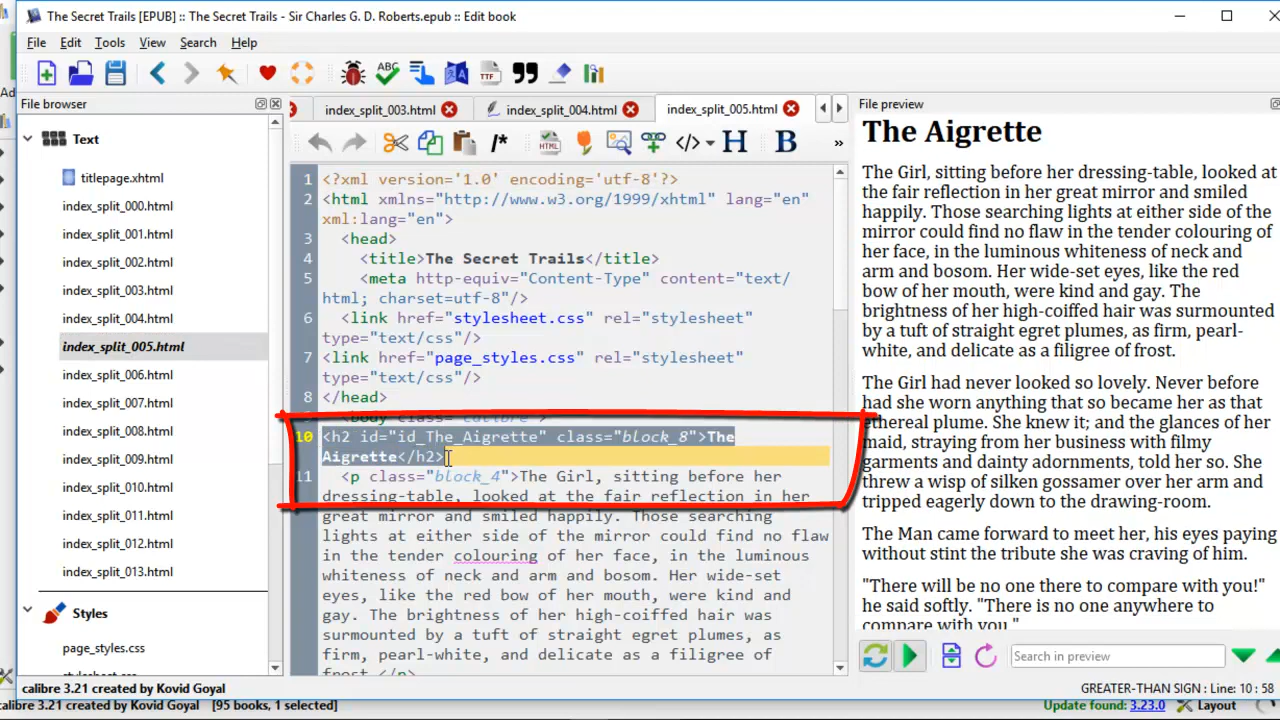 The Secret Trails [EPUB] :: The Secret Trails - Sir Charles G. D. Roberts.epub :: Edit book
File Edit Tools View Search Help
ABC TTF
File browser
Text
titlepage.xhtml
index_split_000.html
index_split_001.html
index_split_002.html
index_split_003.html
index_split_004.html
index_split_005.html
index_split_006.html
index_split_007.html
index_split_008.html
index_split_009.html
index_split_010.html
index_split_011.html
index_split_012.html
index_split_013.html
Styles
page_styles.css
index_split_003.html index_split_004.html index_split_005.html
/* HTML </> H B »
1 <?xml version='1.0' encoding='utf-8'?>
2 <html xmlns="http://www.w3.org/1999/xhtml" lang="en"
xml:lang="en">
3 <head>
4 <title>The Secret Trails</title>
5 <meta http-equiv="Content-Type" content="text/
html; charset=utf-8"/>
6 <link href="stylesheet.css" rel="stylesheet"
type="text/css"/>
7 <link href="page_styles.css" rel="stylesheet"
type="text/css"/>
8 </head>
<body class="calibre">
10 <h2 id="id_The_Aigrette" class="block_8">The
Aigrette</h2>
11 <p class="block_4">The Girl, sitting before her
dressing-table, looked at the fair reflection in her
great mirror and smiled happily. Those searching
lights at either side of the mirror could find no flaw
in the tender colouring of her face, in the luminous
whiteness of neck and arm and bosom. Her wide-set
eyes, like the red bow of her mouth, were kind and
gay. The brightness of her high-coiffed hair was
surmounted by a tuft of straight egret plumes, as
firm, pearl-white, and delicate as a filigree of
frost.</p>
File preview
The Aigrette
The Girl, sitting before her dressing-table, looked at
the fair reflection in her great mirror and smiled
happily. Those searching lights at either side of the
mirror could find no flaw in the tender colouring of
her face, in the luminous whiteness of neck and
arm and bosom. Her wide-set eyes, like the red
bow of her mouth, were kind and gay. The
brightness of her high-coiffed hair was surmounted
by a tuft of straight egret plumes, as firm, pearl-
white, and delicate as a filigree of frost.
The Girl had never looked so lovely. Never before
had she worn anything that so became her as that
ethereal plume. She knew it; and the glances of her
maid, straying from her business with filmy
garments and dainty adornments, told her so. She
threw a wisp of silken gossamer over her arm and
tripped eagerly down to the drawing-room.
The Man came forward to meet her, his eyes paying
without stint the tribute she was craving of him.
"There will be no one there to compare with you!"
he said softly. "There is no one anywhere to
compare with you."
Search in preview
calibre 3.21 created by Kovid Goyal
GREATER-THAN SIGN : Line: 10 : 58
calibre 3.21 created by Kovid Goyal [95 books, 1 selected]
Update found: 3.23.0 Layout